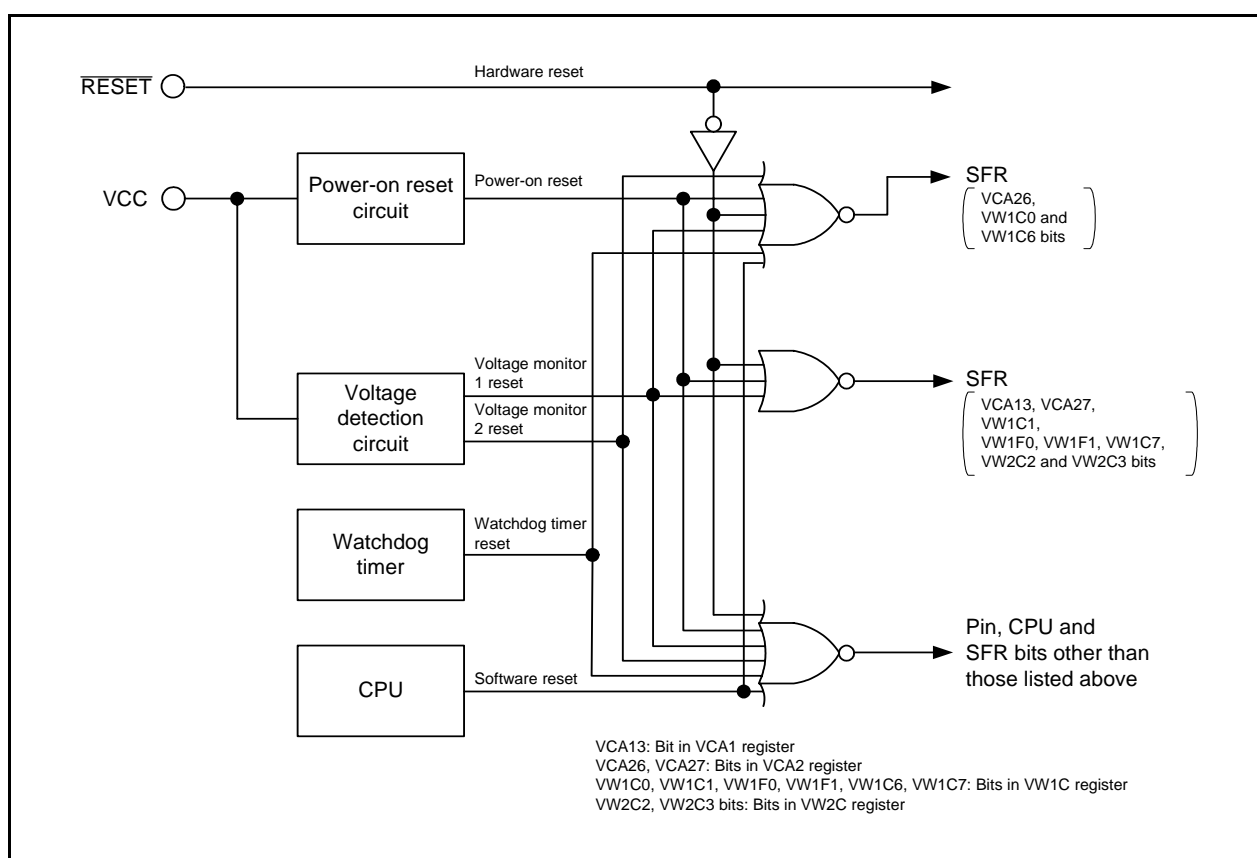 RESET
Hardware reset
VCC
Power-on reset
circuit
Power-on reset
SFR
VCA26,
VW1C0 and
VW1C6 bits
Voltage
detection
circuit
Voltage monitor
1 reset
Voltage monitor
2 reset
SFR
VCA13, VCA27,
VW1C1,
VW1F0, VW1F1, VW1C7,
VW2C2 and VW2C3 bits
Watchdog
timer
Watchdog timer
reset
CPU
Software reset
Pin, CPU and
SFR bits other than
those listed above
VCA13: Bit in VCA1 register
VCA26, VCA27: Bits in VCA2 register
VW1C0, VW1C1, VW1F0, VW1F1, VW1C6, VW1C7: Bits in VW1C register
VW2C2, VW2C3 bits: Bits in VW2C register